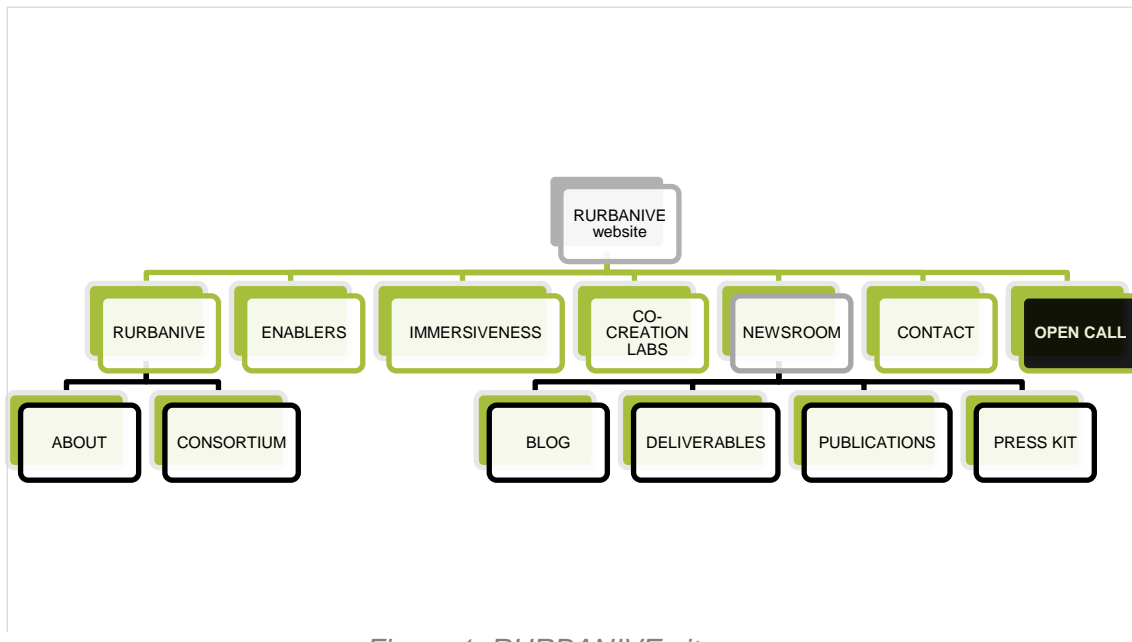 RURBANIVE
website
RURBANIVE
ENABLERS
IMMERSIVENESS
CO-
CREATION
LABS
NEWSROOM
CONTACT
OPEN CALL
ABOUT
CONSORTIUM
BLOG
DELIVERABLES
PUBLICATIONS
PRESS KIT
RURBANIVE